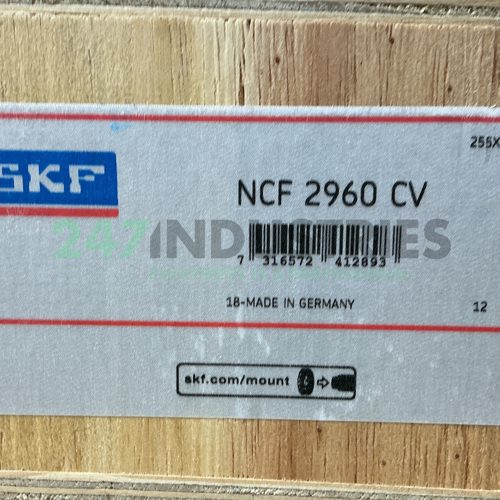 255X
SKF
NCF 2960 CV
247INDUSTRIES
7 316572 412893
18-MADE IN GERMANY
12
skf.com/mount